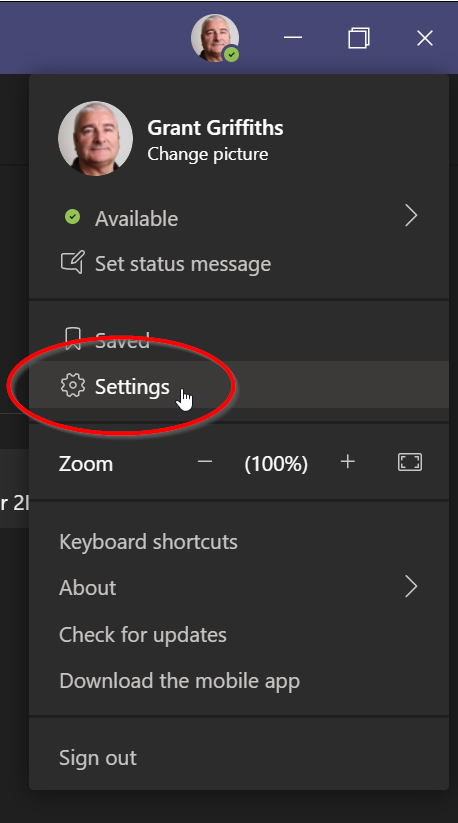 Grant Griffiths
Change picture
Available
Set status message
Saved
Settings
Zoom − (100%) +
r 2
Keyboard shortcuts
About
Check for updates
Download the mobile app
Sign out